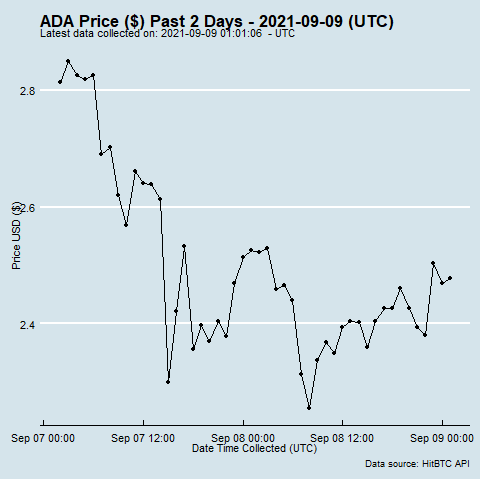 ADA Price ($) Past 2 Days - 2021-09-09 (UTC)
Latest data collected on: 2021-09-09 01:01:06  - UTC
2.8
2.6
2.4
Price USD ($)
Sep 07 00:00
Sep 07 12:00
Sep 08 00:00
Sep 08 12:00
Sep 09 00:00
Date Time Collected (UTC)
Data source: HitBTC API